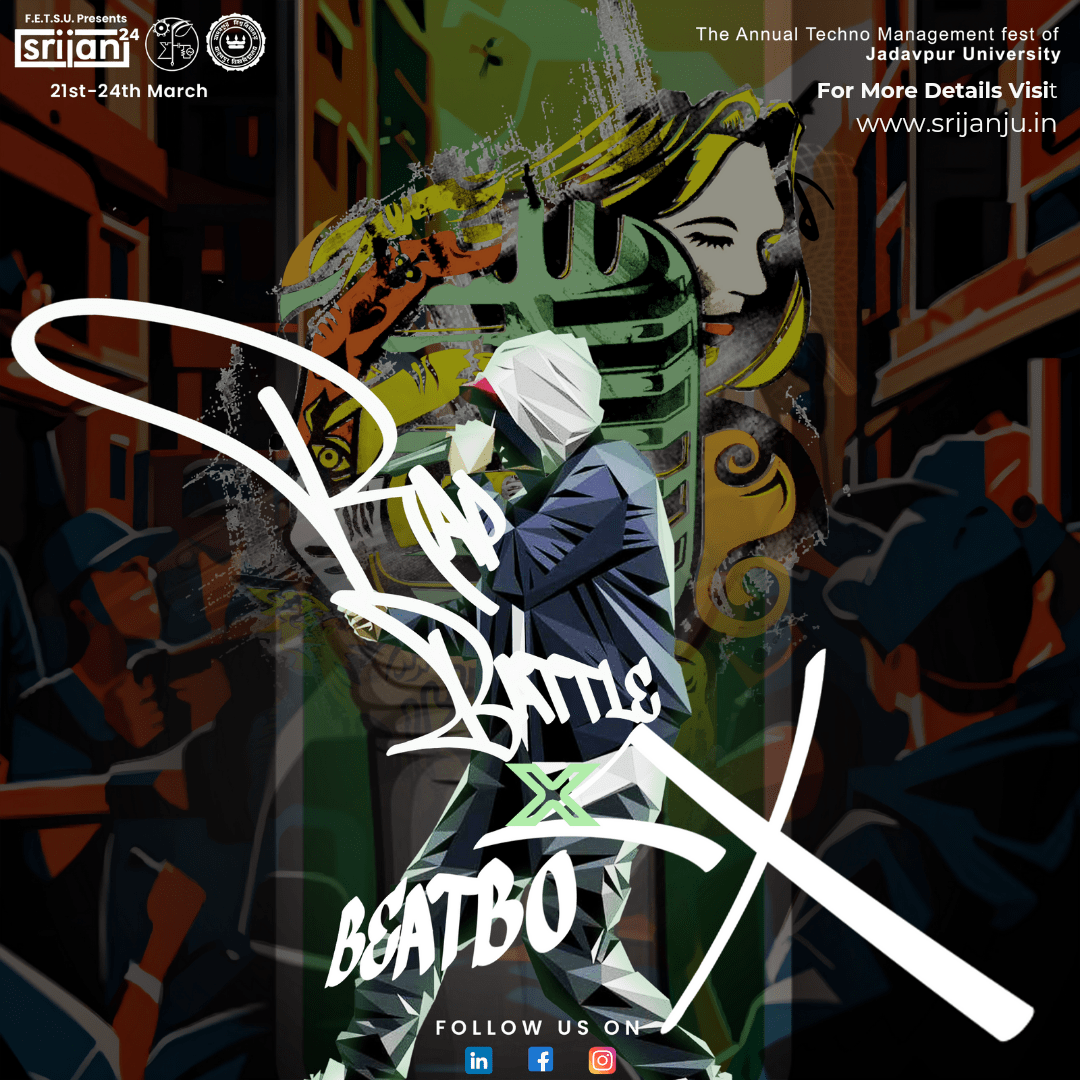 F.E.T.S.U. Presents
srijan 24
21st-24th March
The Annual Techno Management fest of
Jadavpur University
For More Details Visit
www.srijanju.in
Rap
Battle
X
BEATBOX
FOLLOW US ON
in f